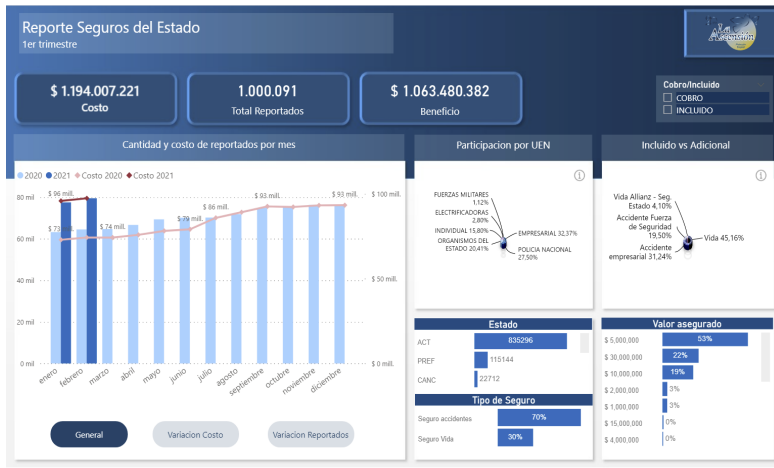 Reporte Seguros del Estado
1er trimestre
La Ascensión
$ 1.194.007.221
Costo
1.000.091
Total Reportados
$ 1.063.480.382
Beneficio
Cobro/Incluido
COBRO
INCLUIDO
Cantidad y costo de reportados por mes
2020 2021 Costo 2020 Costo 2021
80 mil
60 mil
40 mil
20 mil
0 mil
$ 96 mill.
$ 73 mill.
$ 74 mill.
$ 79 mill.
$ 86 mill.
$ 93 mill.
$ 93 mill.
$ 100 mill.
$ 50 mill.
$ 0 mill.
enero
febrero
marzo
abril
mayo
junio
julio
agosto
septiembre
octubre
noviembre
diciembre
General
Variacion Costo
Variacion Reportados
Participacion por UEN
FUERZAS MILITARES
1.12%
ELECTRIFICADORAS
2,80%
INDIVIDUAL 15,80%
ORGANISMOS DEL
ESTADO 20,41%
EMPRESARIAL 32,37%
POLICIA NACIONAL
27,50%
Incluido vs Adicional
Vida Allianz - Seg.
Estado 4,10%
Accidente Fuerza
de Seguridad
19,50%
Accidente
empresarial 31,24%
Vida 45,16%
Estado
ACT 835296
PREF 115144
CANC 22712
Tipo de Seguro
Seguro accidentes 70%
Seguro Vida 30%
Valor asegurado
$ 5,000,000 53%
$ 30,000,000 22%
$ 10,000,000 19%
$ 2,000,000 3%
$ 1,000,000 3%
$ 15,000,000 0%
$ 4,000,000 0%